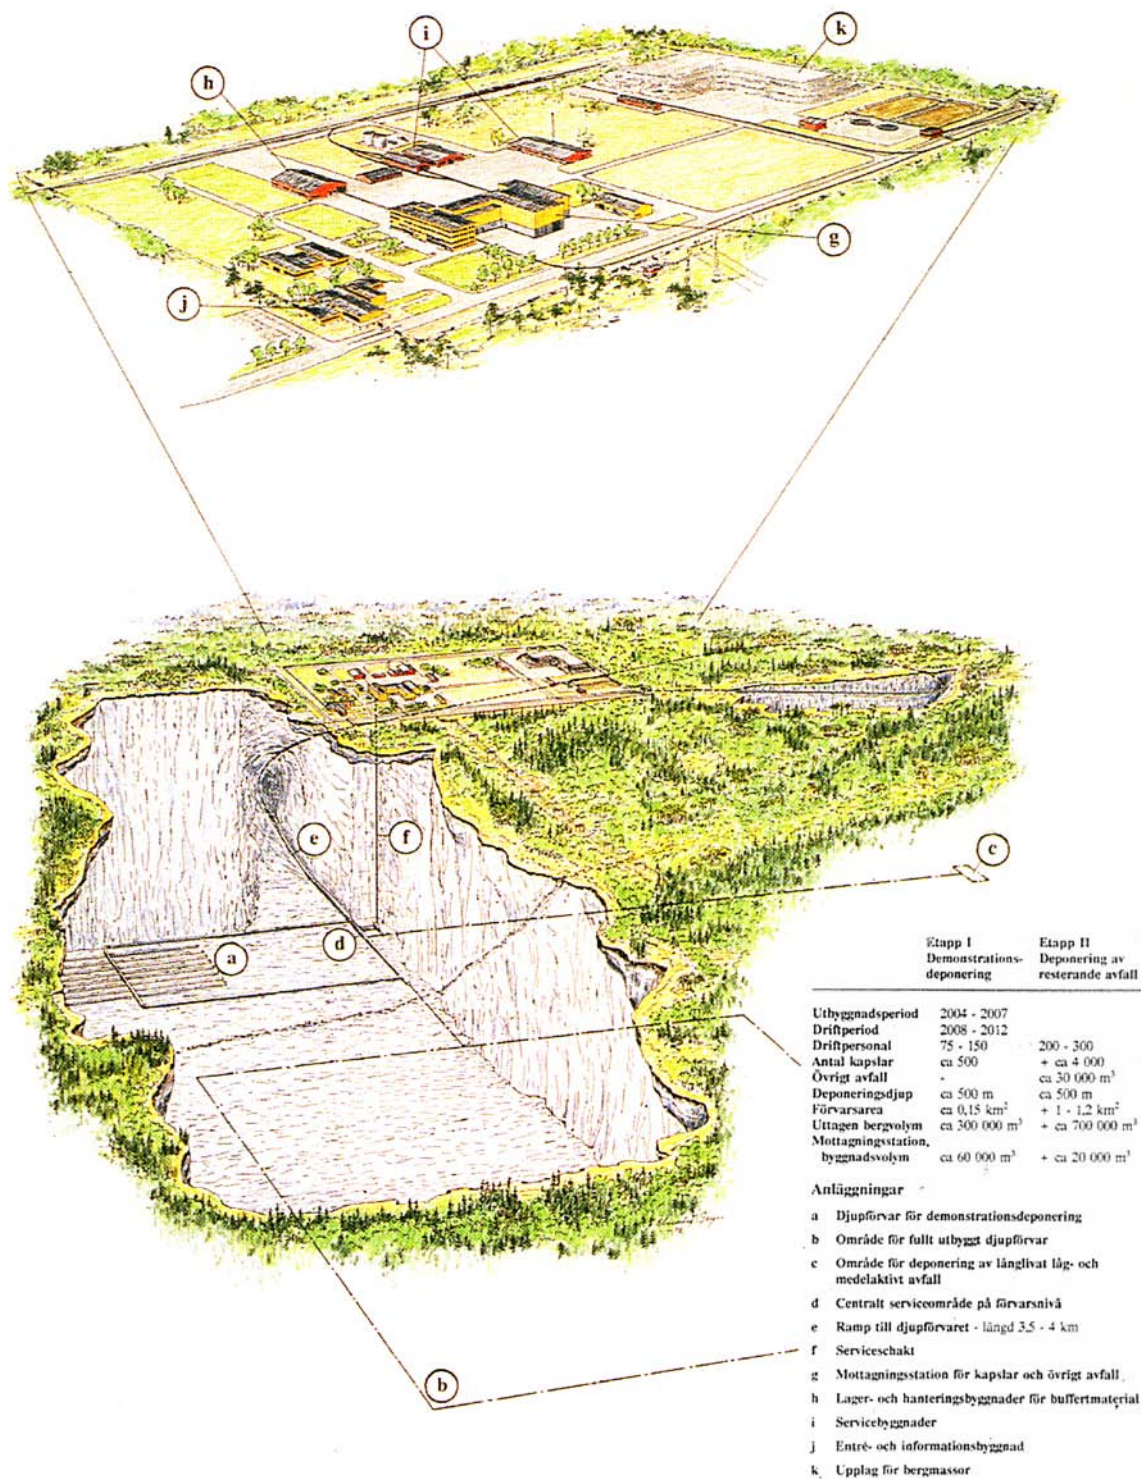 i
k
h
g
j
e
f
c
a
d
Etapp I Etapp II
Demonstrations- Deponering av
deponering resterande avfall
Utbyggnadsperiod 2004 - 2007
Driftperiod 2008 - 2012
Driftpersonal 75 - 150 200 - 300
Antal kapslar ca 500 + ca 4 000
Övrigt avfall - ca 30 000 m³
Deponeringsdjup ca 500 m ca 500 m
Förvarsarea ca 0,15 km² + 1 - 1,2 km²
Uttagen bergvolym ca 300 000 m³ + ca 700 000 m³
Mottagningsstation,
byggnadsvolym ca 60 000 m³ + ca 20 000 m³
Anläggningar
a Djupförvar för demonstrationsdeponering
b Område för fullt utbyggt djupförvar
c Område för deponering av långlivat låg- och
medelaktivt avfall
d Centralt serviceområde på förvarsnivå
e Ramp till djupförvaret - längd 3,5 - 4 km
f Serviceschakt
g Mottagningsstation för kapslar och övrigt avfall
h Lager- och hanteringsbyggnader för buffertmaterial
i Servicebyggnader
j Entré- och informationsbyggnad
k Upplag för bergmassor
b